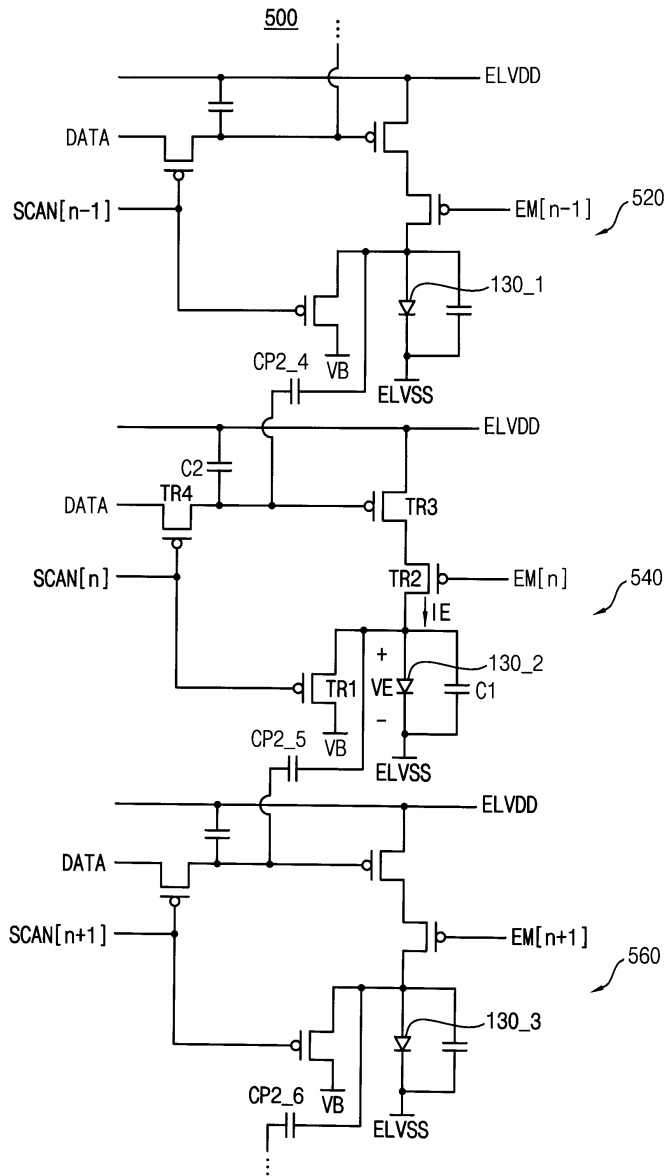 500
ELVDD
DATA
SCAN[n-1]
EM[n-1]
520
130_1
VB
CP2_4
ELVSS
ELVDD
C2
TR4
DATA
TR3
SCAN[n]
TR2
EM[n]
540
IE
+
130_2
TR1
VE
C1
-
VB
CP2_5
ELVSS
ELVDD
DATA
SCAN[n+1]
EM[n+1]
560
130_3
VB
CP2_6
ELVSS